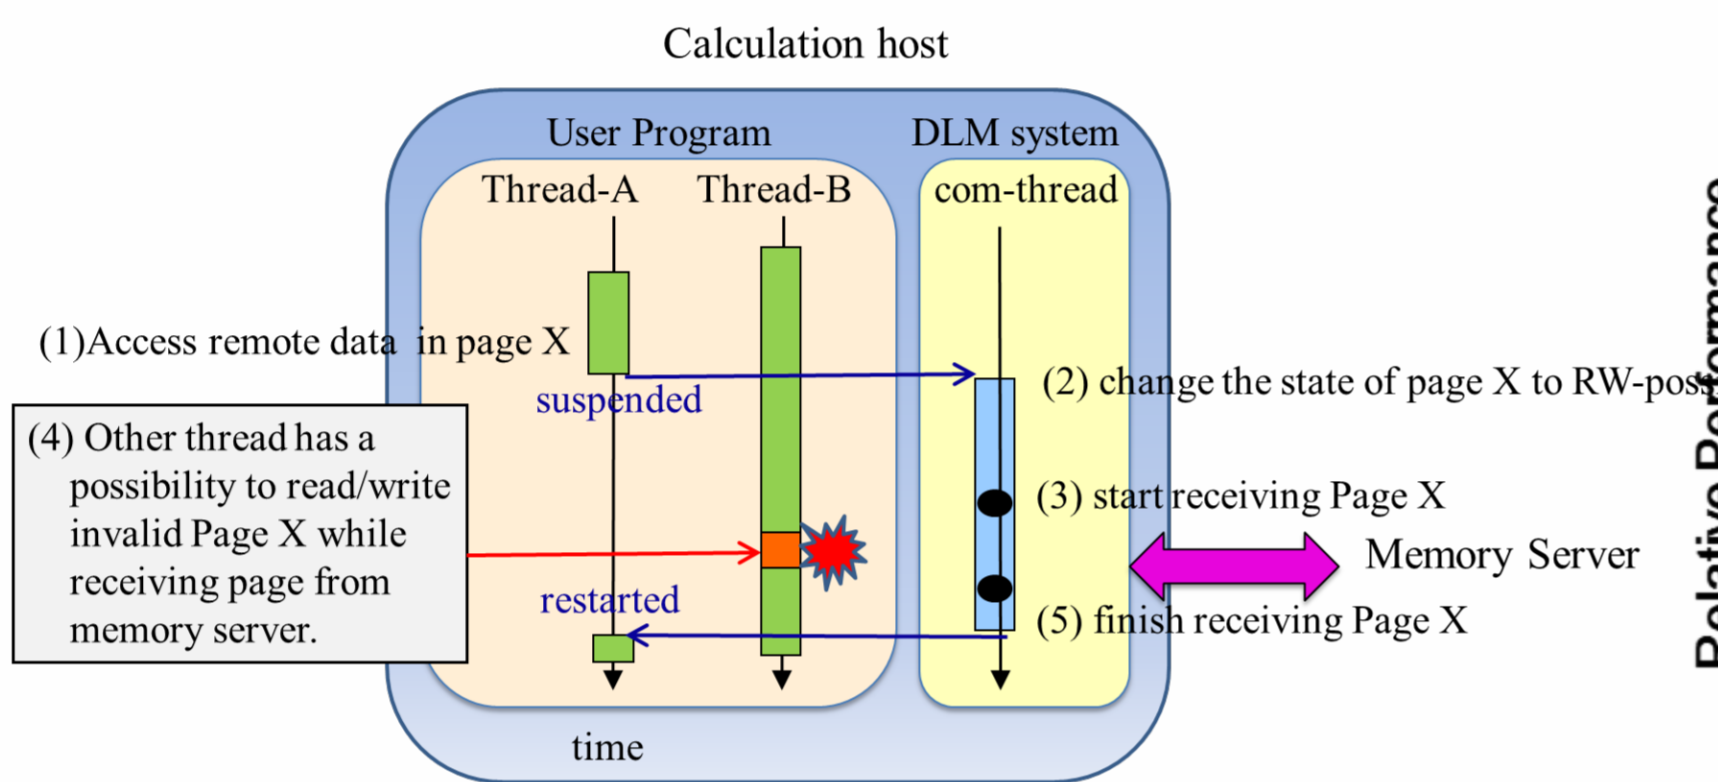 Calculation host
User Program
DLM system
Thread-A
Thread-B
com-thread
(1)Access remote data in page X
suspended
(2) change the state of page X to RW-poss
(4) Other thread has a
possibility to read/write
invalid Page X while
receiving page from
memory server.
(3) start receiving Page X
Memory Server
restarted
(5) finish receiving Page X
time
Relative Performance